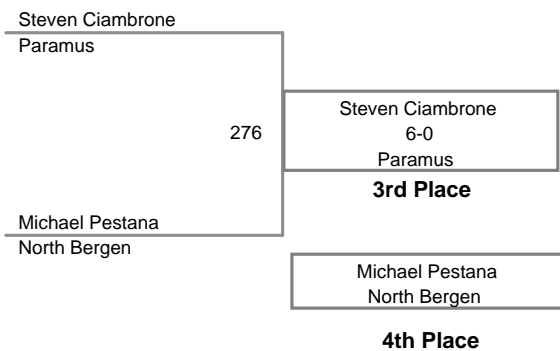 Steven Ciambrone
Paramus
276
Steven Ciambrone
6-0
Paramus
3rd Place
Michael Pestana
North Bergen
Michael Pestana
North Bergen
4th Place